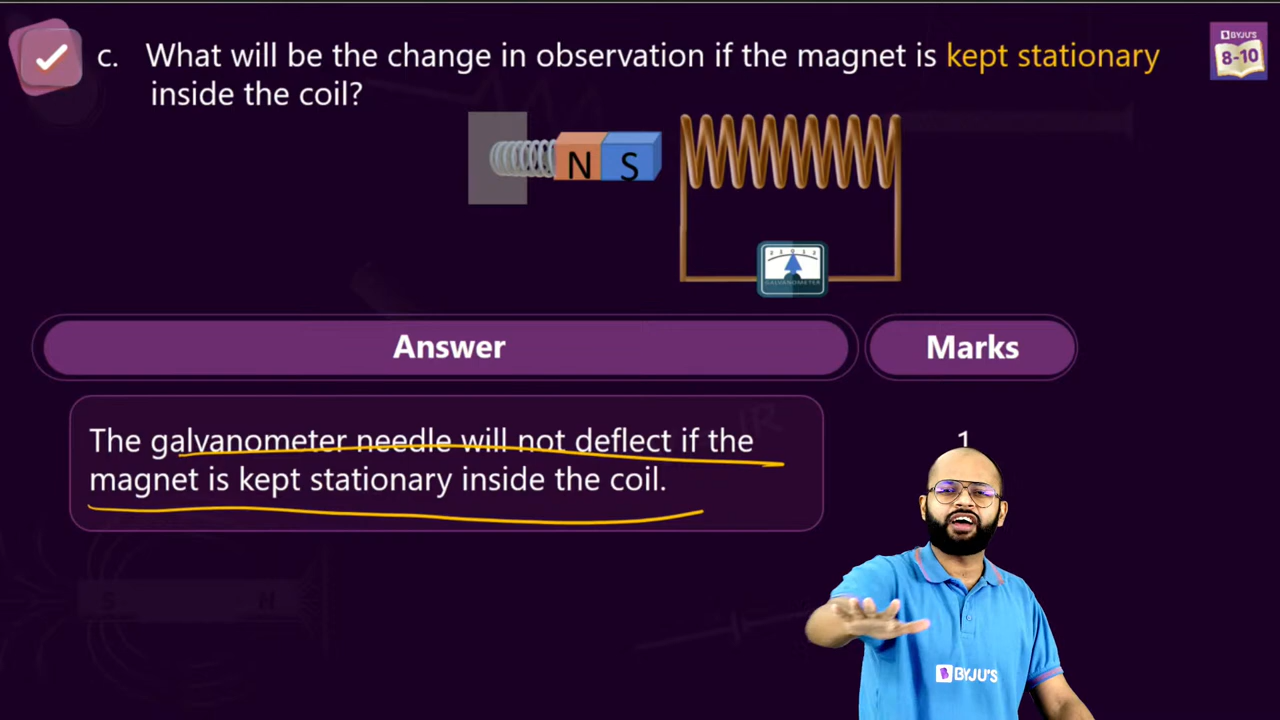 c. What will be the change in observation if the magnet is kept stationary
inside the coil?
BYJU'S
8-10
N S
GALVANOMETER
Answer
Marks
The galvanometer needle will not deflect if the
magnet is kept stationary inside the coil.
1
BYJU'S
N